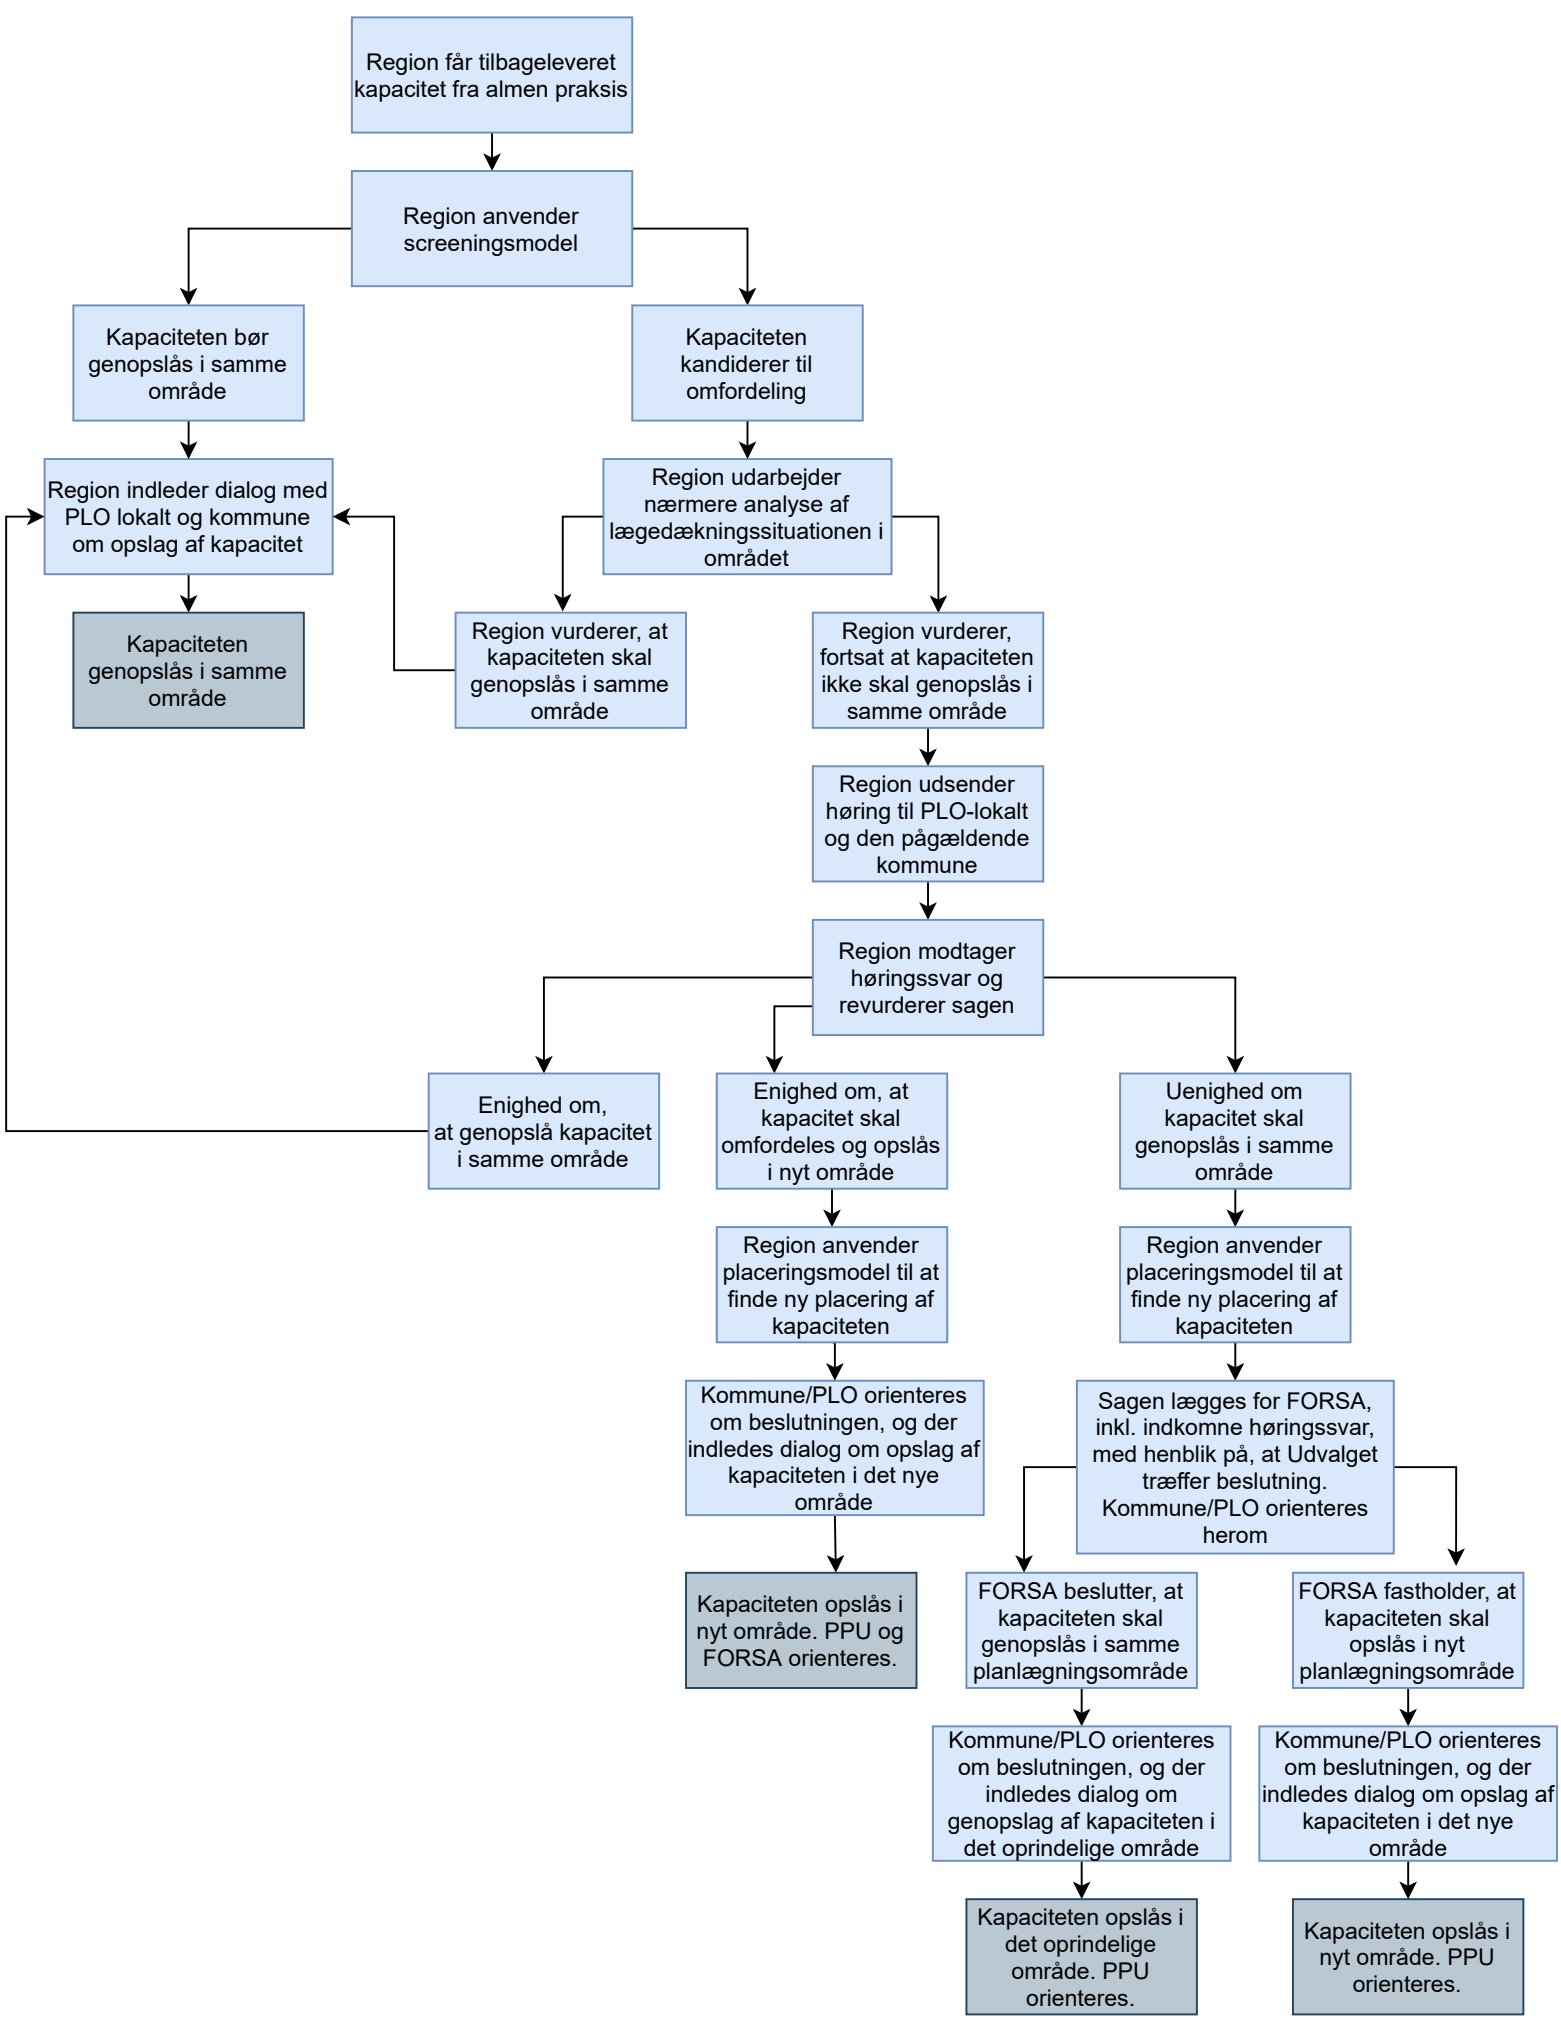 Region får tilbageleveret
kapacitet fra almen praksis
Region anvender
screeningsmodel
Kapaciteten bør
genopslås i samme
område
Kapaciteten
kandiderer til
omfordeling
Region indleder dialog med
PLO lokalt og kommune
om opslag af kapacitet
Region udarbejder
nærmere analyse af
lægedækningssituationen i
området
Kapaciteten
genopslås i samme
område
Region vurderer, at
kapaciteten skal
genopslås i samme
område
Region vurderer,
fortsat at kapaciteten
ikke skal genopslås i
samme område
Region udsender
høring til PLO-lokalt
og den pågældende
kommune
Region modtager
høringssvar og
revurderer sagen
Enighed om,
at genopslå kapacitet
i samme område
Enighed om, at
kapacitet skal
omfordeles og opslås
i nyt område
Uenighed om
kapacitet skal
genopslås i samme
område
Region anvender
placeringsmodel til at
finde ny placering af
kapaciteten
Region anvender
placeringsmodel til at
finde ny placering af
kapaciteten
Kommune/PLO orienteres
om beslutningen, og der
indledes dialog om opslag af
kapaciteten i det nye
område
Sagen lægges for FORSA,
inkl. indkomne høringssvar,
med henblik på, at Udvalget
træffer beslutning.
Kommune/PLO orienteres
herom
Kapaciteten opslås i
nyt område. PPU og
FORSA orienteres.
FORSA beslutter, at
kapaciteten skal
genopslås i samme
planlægningsområde
FORSA fastholder, at
kapaciteten skal
opslås i nyt
planlægningsområde
Kommune/PLO orienteres
om beslutningen, og der
indledes dialog om
genopslag af kapaciteten i
det oprindelige område
Kommune/PLO orienteres
om beslutningen, og der
indledes dialog om opslag af
kapaciteten i det nye
område
Kapaciteten opslås i
det oprindelige
område. PPU
orienteres.
Kapaciteten opslås i
nyt område. PPU
orienteres.